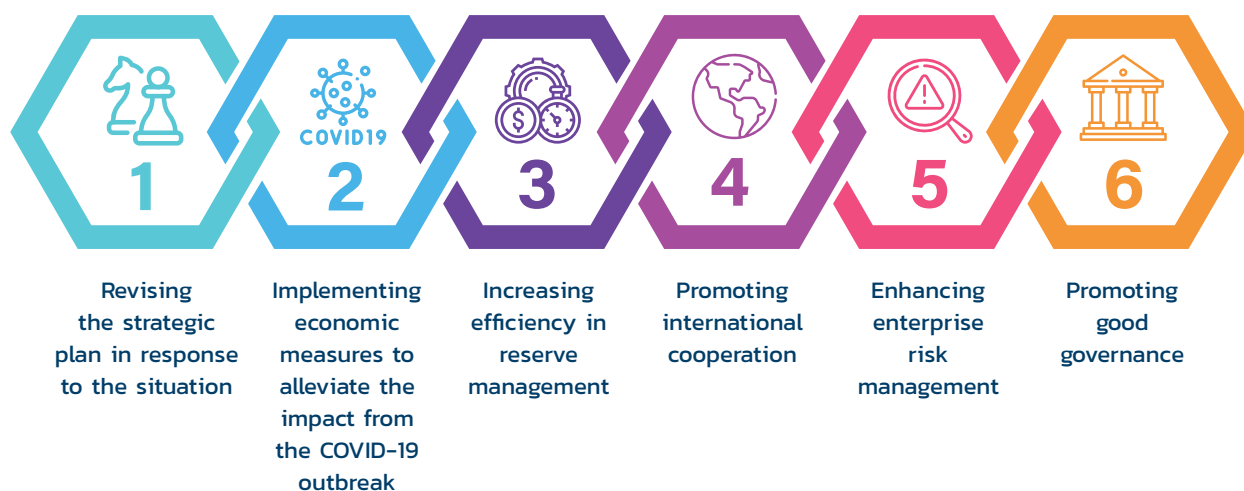 COVID19
1
2
3
$
4
5
6
Revising
the strategic
plan in response
to the situation
Implementing
economic
measures to
alleviate the
impact from
the COVID-19
outbreak
Increasing
efficiency in
reserve
management
Promoting
international
cooperation
Enhancing
enterprise
risk
management
Promoting
good
governance